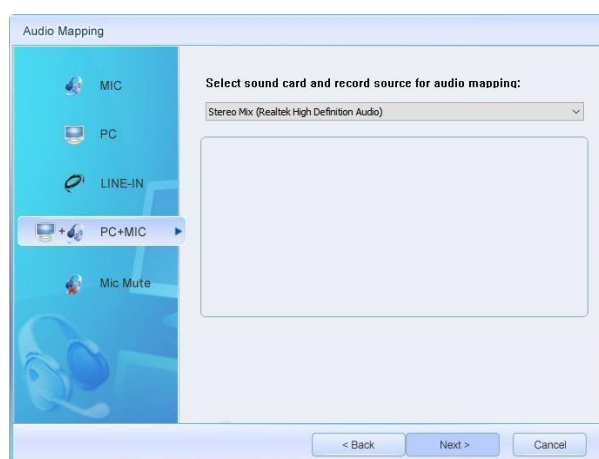 Audio Mapping
MIC
PC
LINE-IN
PC+MIC
Mic Mute
Select sound card and record source for audio mapping:
Stereo Mix (Realtek High Definition Audio)
< Back
Next >
Cancel